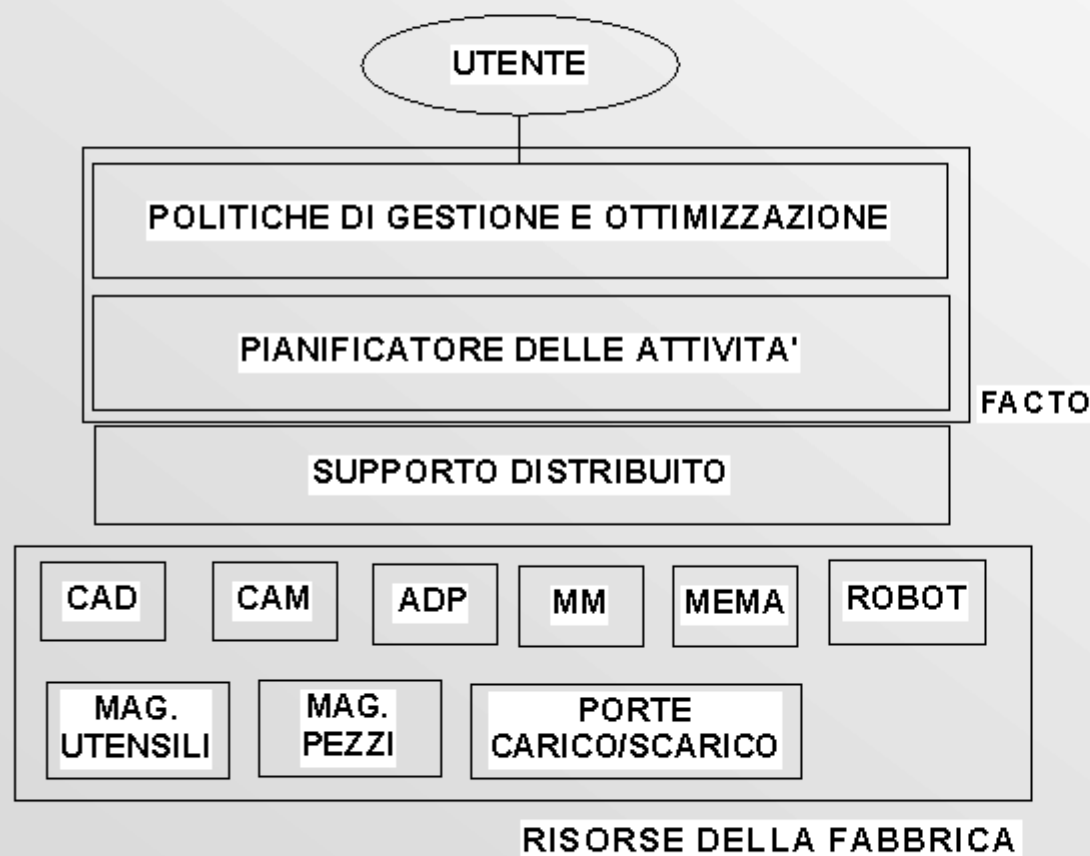 UTENTE
POLITICHE DI GESTIONE E OTTIMIZZAZIONE
PIANIFICATORE DELLE ATTIVITA'
FACTO
SUPPORTO DISTRIBUITO
CAD
CAM
ADP
MM
MEMA
ROBOT
MAG.
UTENSILI
MAG.
PEZZI
PORTE
CARICO/SCARICO
RISORSE DELLA FABBRICA